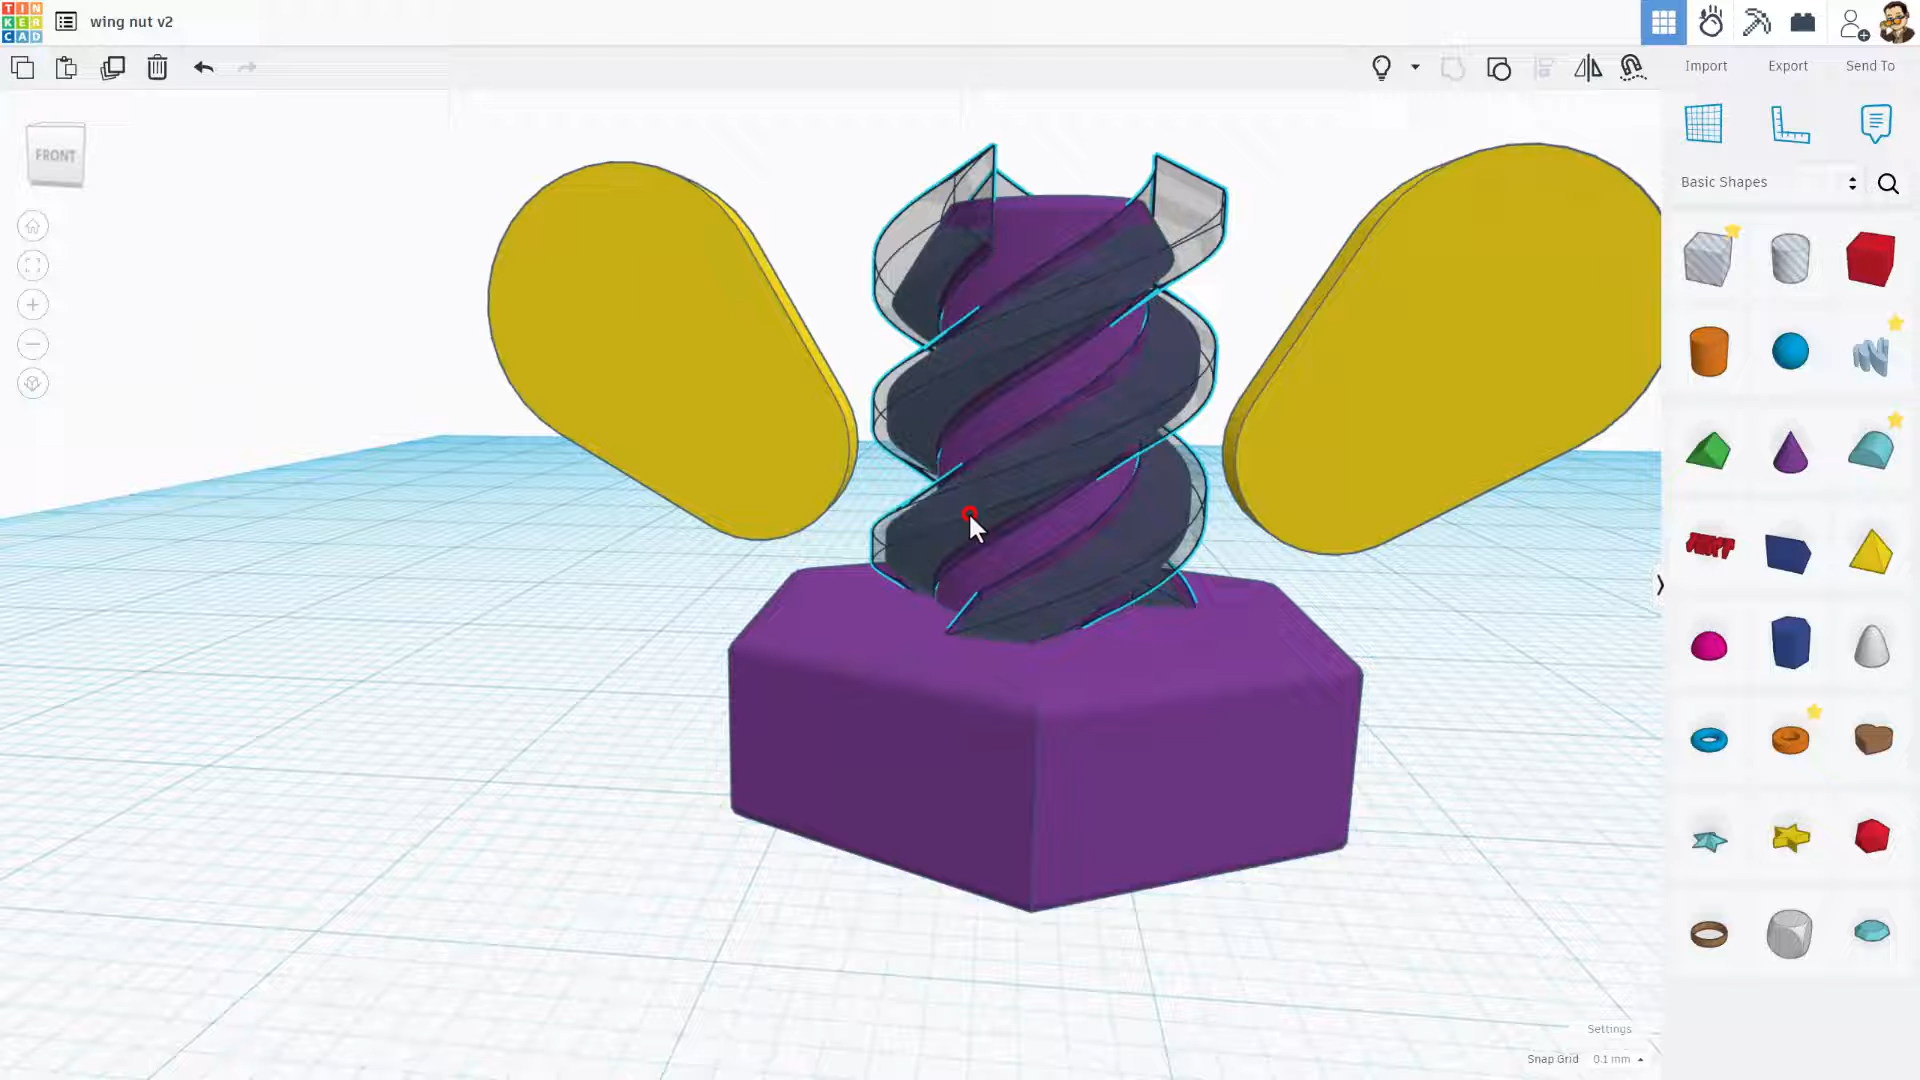 TIN
KER
CAD
wing nut v2
Import
Export
Send To
FRONT
Basic Shapes
TEXT
Settings
Snap Grid 0.1 mm